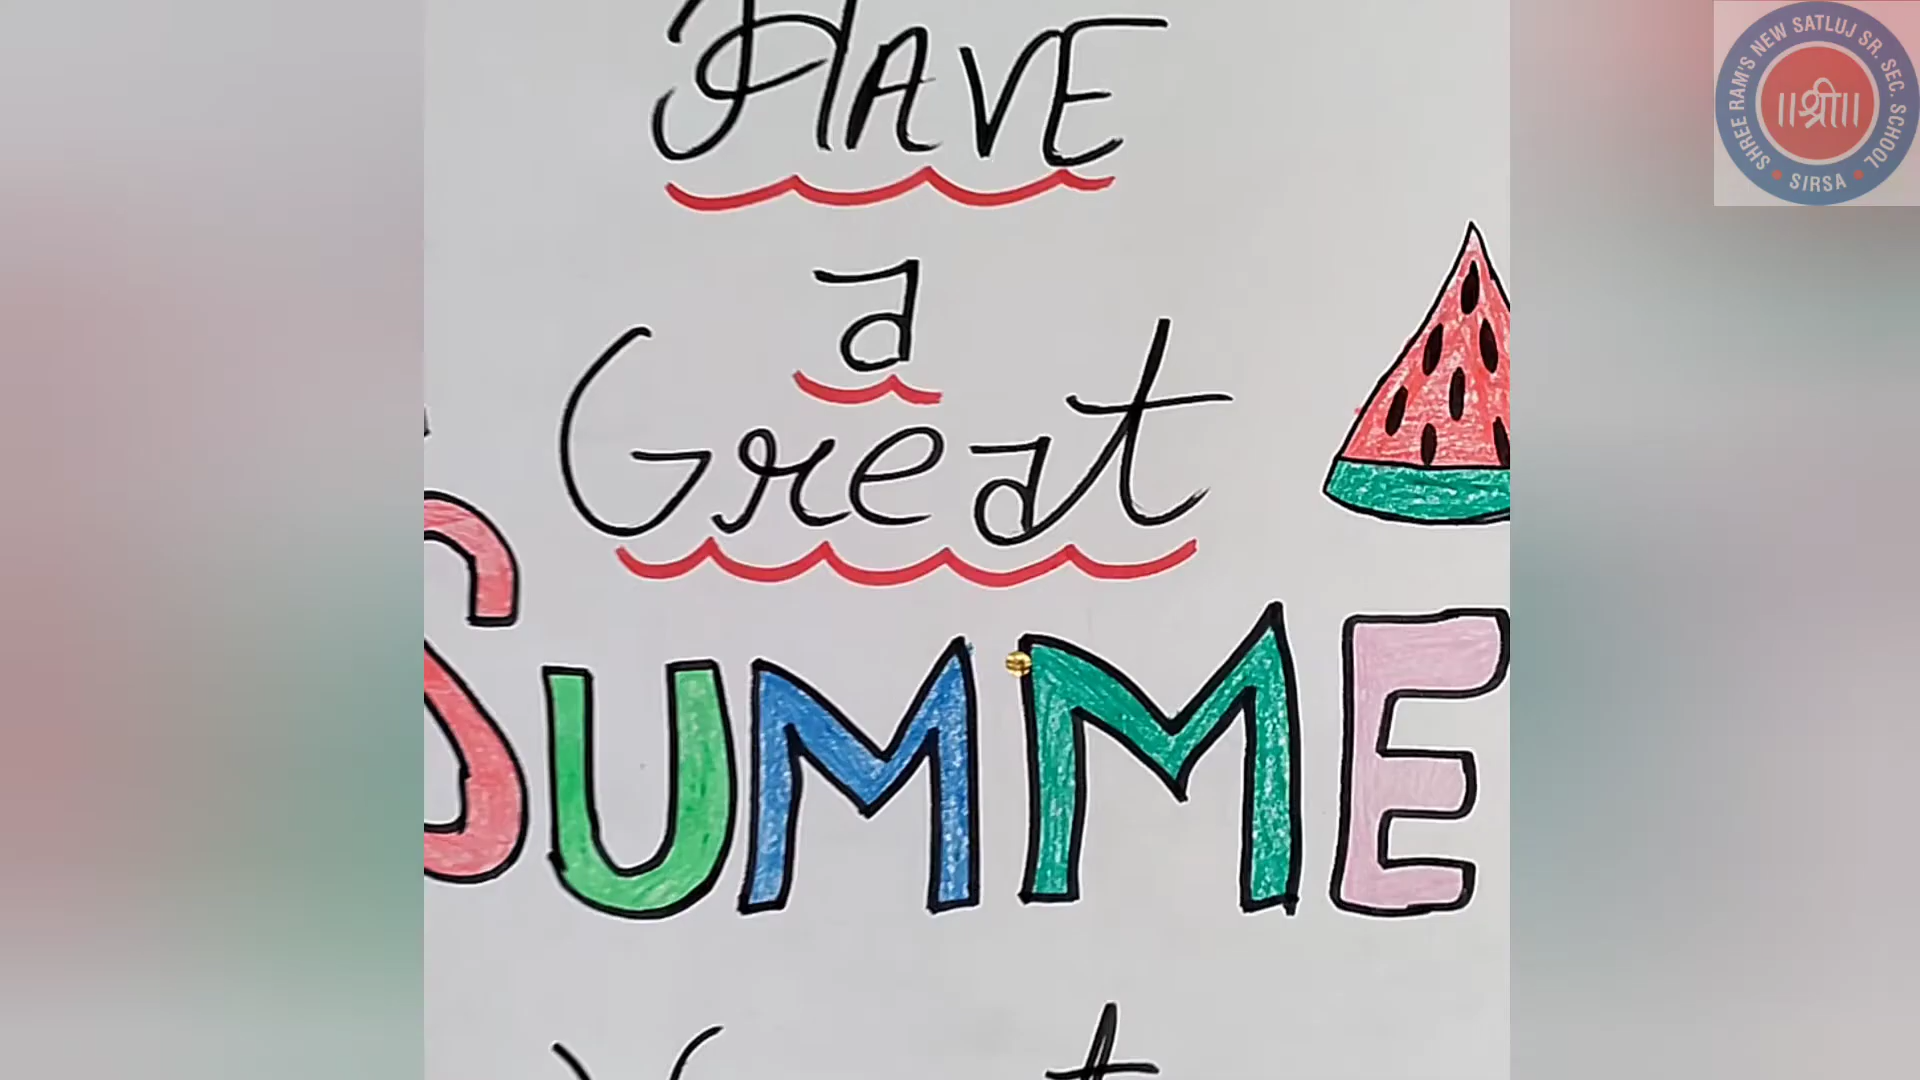 HAVE
a
Great
SUMME
SHREE RAM'S NEW SATLUJ SR. SEC. SCHOOL
॥श्री॥
• SIRSA •